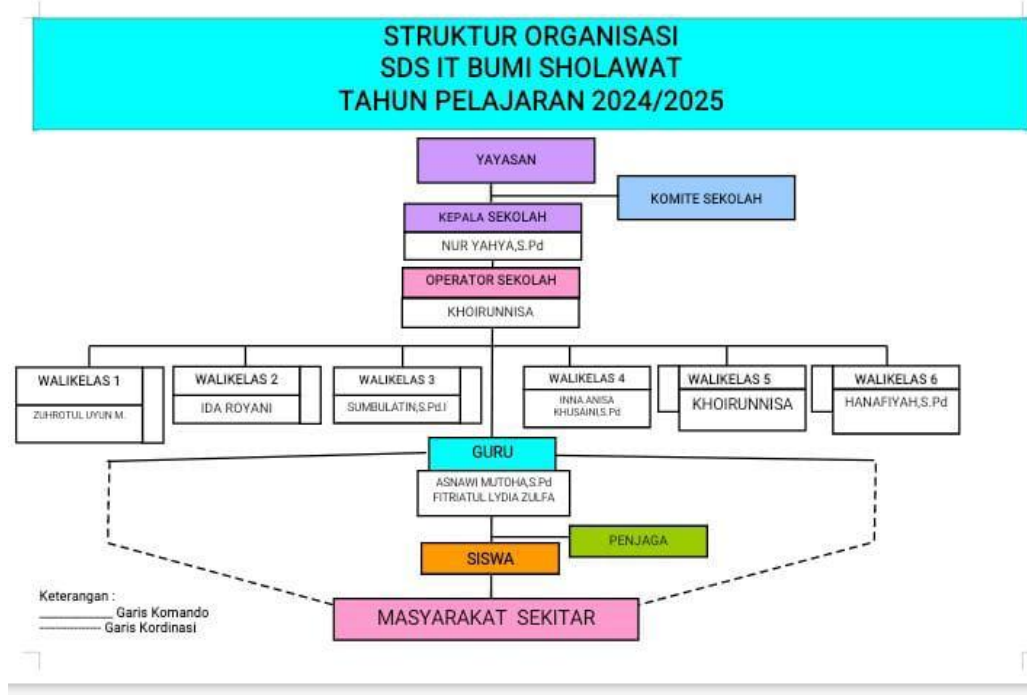 STRUKTUR ORGANISASI
SDS IT BUMI SHOLAWAT
TAHUN PELAJARAN 2024/2025
YAYASAN
KOMITE SEKOLAH
KEPALA SEKOLAH
NUR YAHYA,S.Pd
OPERATOR SEKOLAH
KHOIRUNNISA
WALIKELAS 1
ZUHROTUL UYUN M.
WALIKELAS 2
IDA ROYANI
WALIKELAS 3
SUMBULATIN,S.Pd.I
WALIKELAS 4
INNA ANISA
KHUSAINI,S.Pd
WALIKELAS 5
KHOIRUNNISA
WALIKELAS 6
HANAFIYAH,S.Pd
GURU
ASNAWI MUTOHA,S.Pd
FITRIATUL LYDIA ZULFA
PENJAGA
SISWA
MASYARAKAT SEKITAR
Keterangan :
Garis Komando
Garis Kordinasi